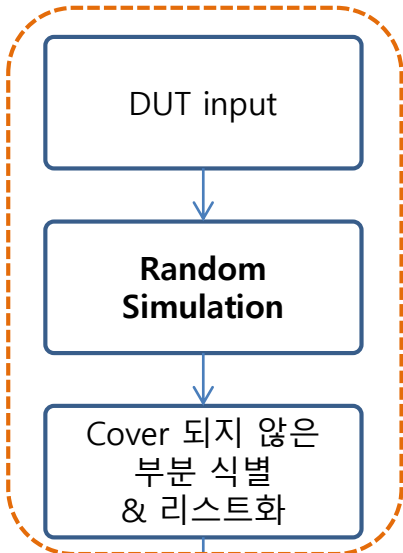 DUT input
Random
Simulation
Cover 되지 않은
부분 식별
& 리스트화